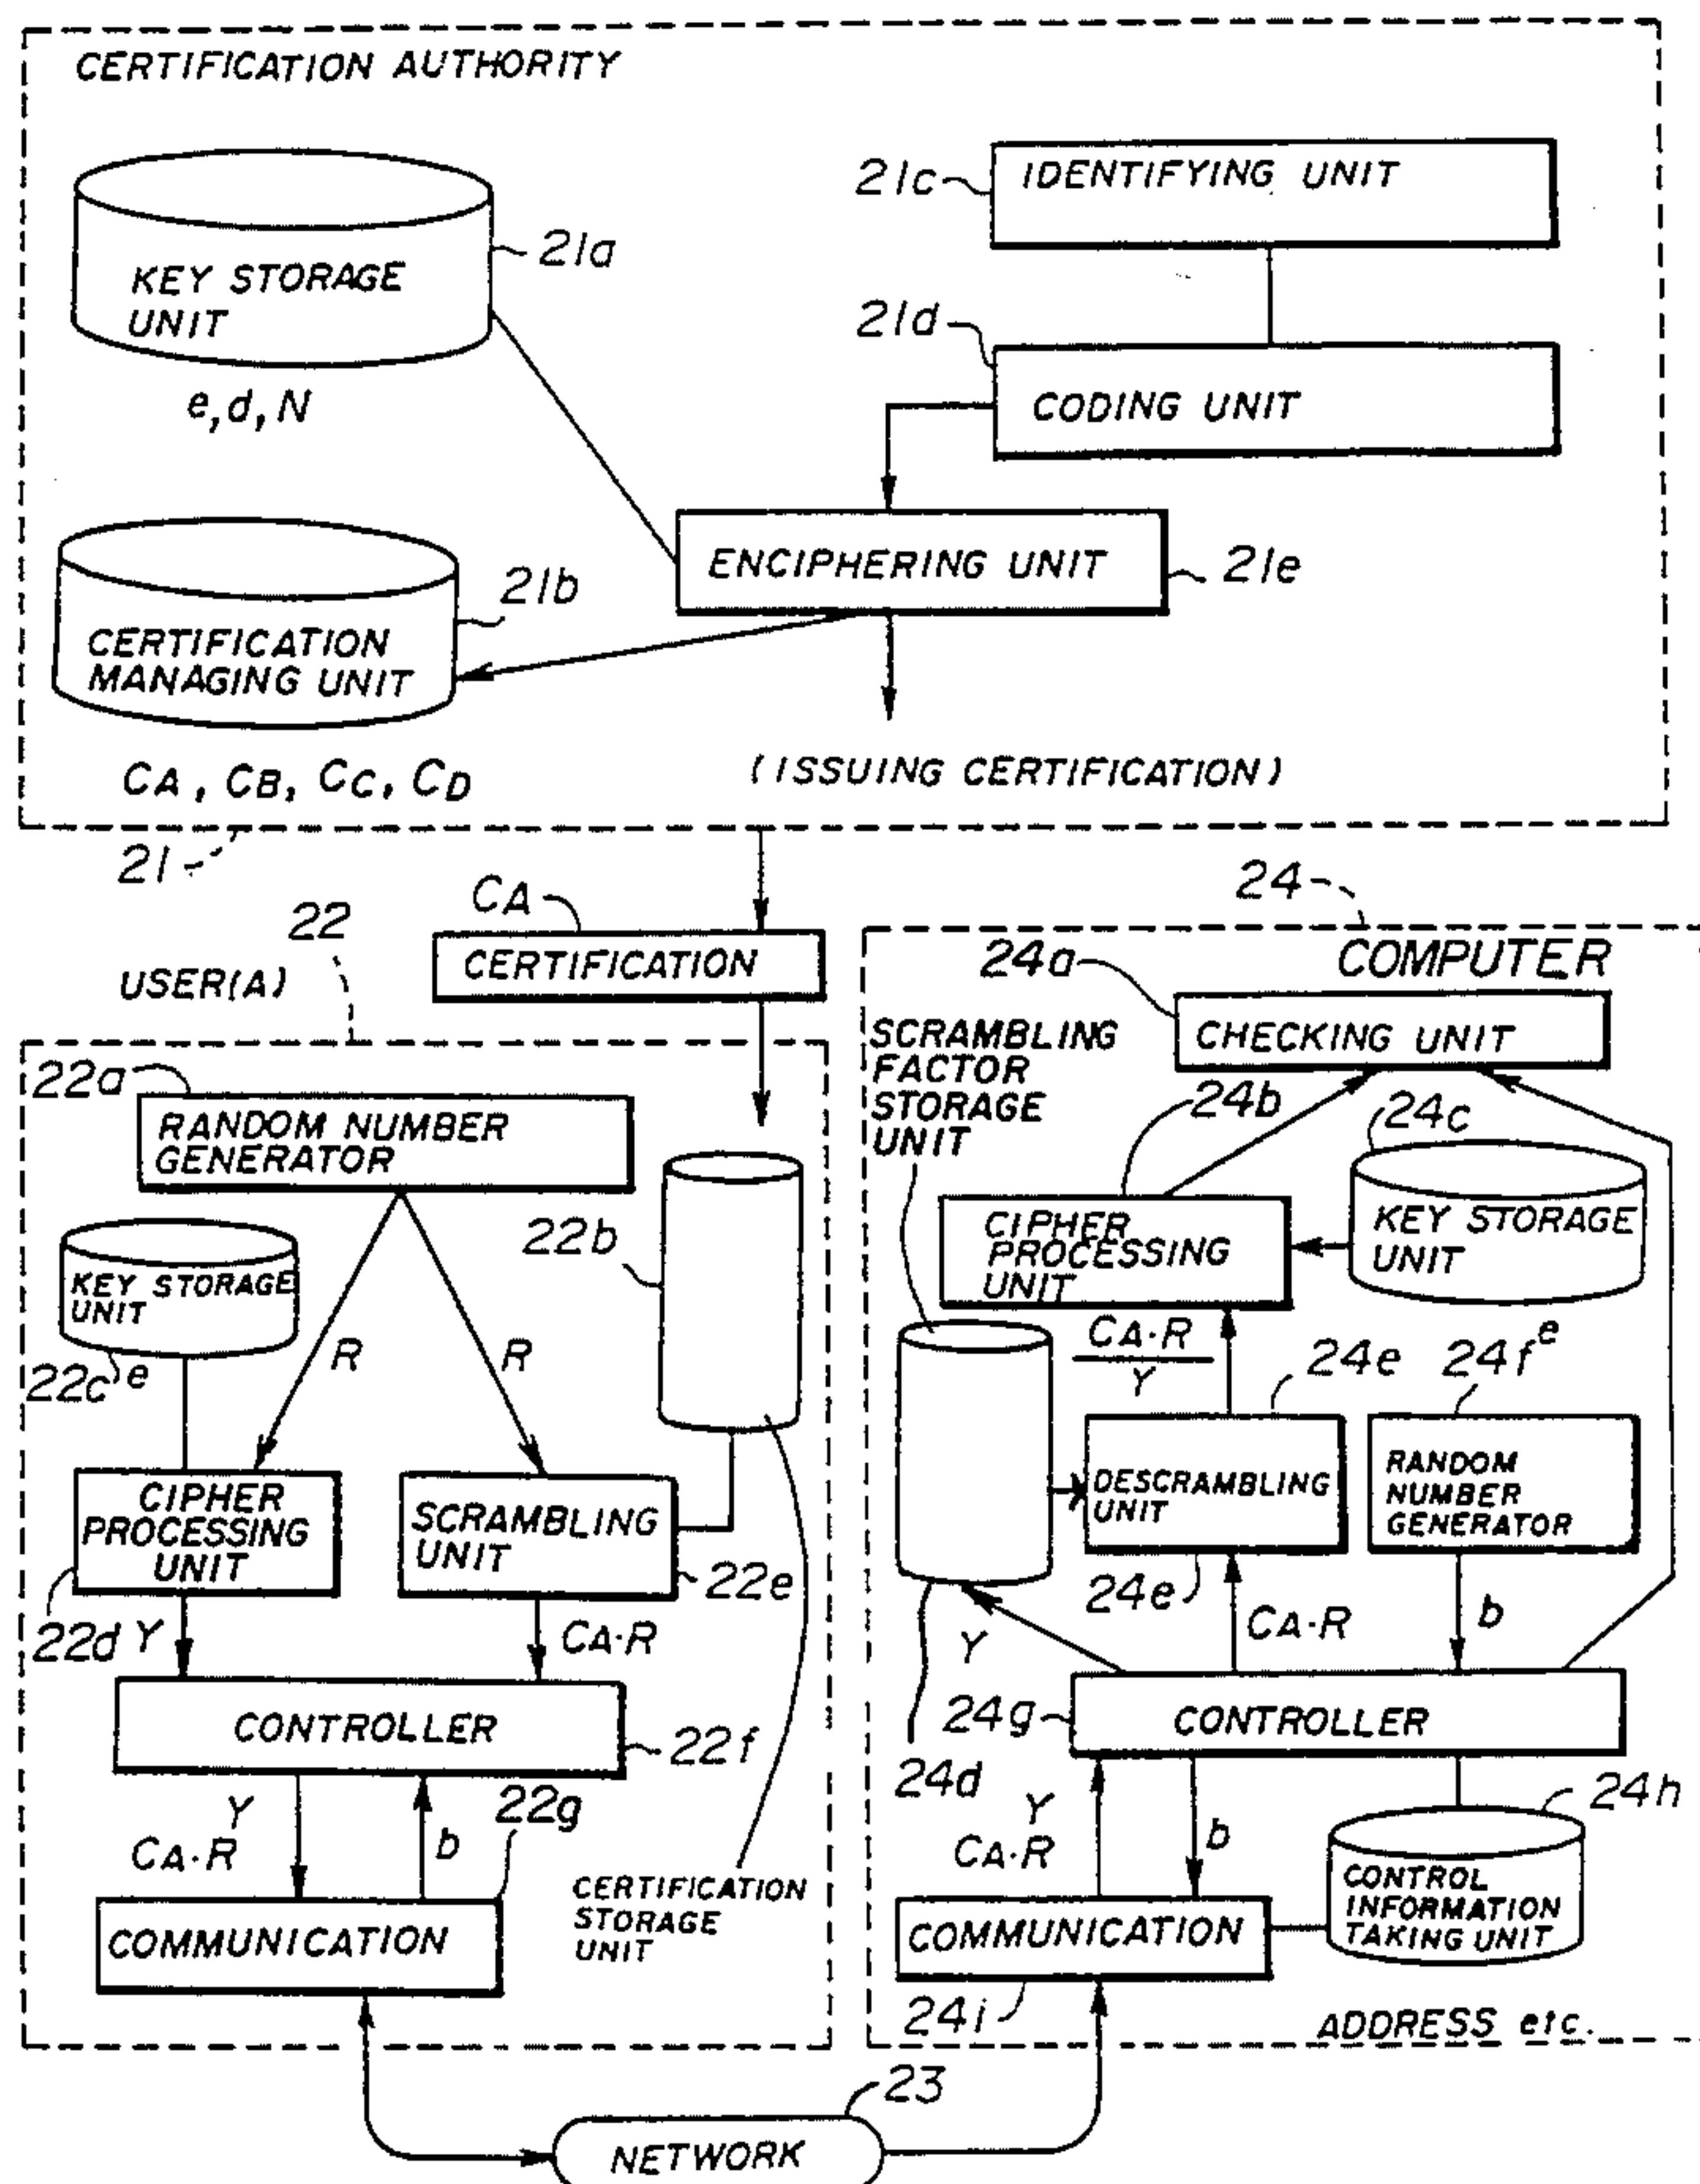 CERTIFICATION AUTHORITY
21c
IDENTIFYING UNIT
21a
KEY STORAGE
UNIT
21d
CODING UNIT
e,d,N
ENCIPHERING UNIT
21e
21b
CERTIFICATION
MANAGING UNIT
CA, CB, CC, CD
(ISSUING CERTIFICATION)
21
CA
CERTIFICATION
22
USER(A)
22a
RANDOM NUMBER
GENERATOR
22b
KEY STORAGE
UNIT
22c
e
R
R
CIPHER
PROCESSING
UNIT
SCRAMBLING
UNIT
22e
22d
Y
CA·R
CONTROLLER
22f
Y
CA·R
b
22g
COMMUNICATION
CERTIFICATION
STORAGE
UNIT
24
COMPUTER
24a
CHECKING UNIT
SCRAMBLING
FACTOR
STORAGE
UNIT
24b
24c
CIPHER
PROCESSING
UNIT
KEY STORAGE
UNIT
e
CA·R
Y
24e
24f
DESCRAMBLING
UNIT
RANDOM
NUMBER
GENERATOR
24e
Y
CA·R
b
24g
CONTROLLER
24d
Y
CA·R
b
24h
CONTROL
INFORMATION
TAKING UNIT
COMMUNICATION
24i
ADDRESS etc.
23
NETWORK